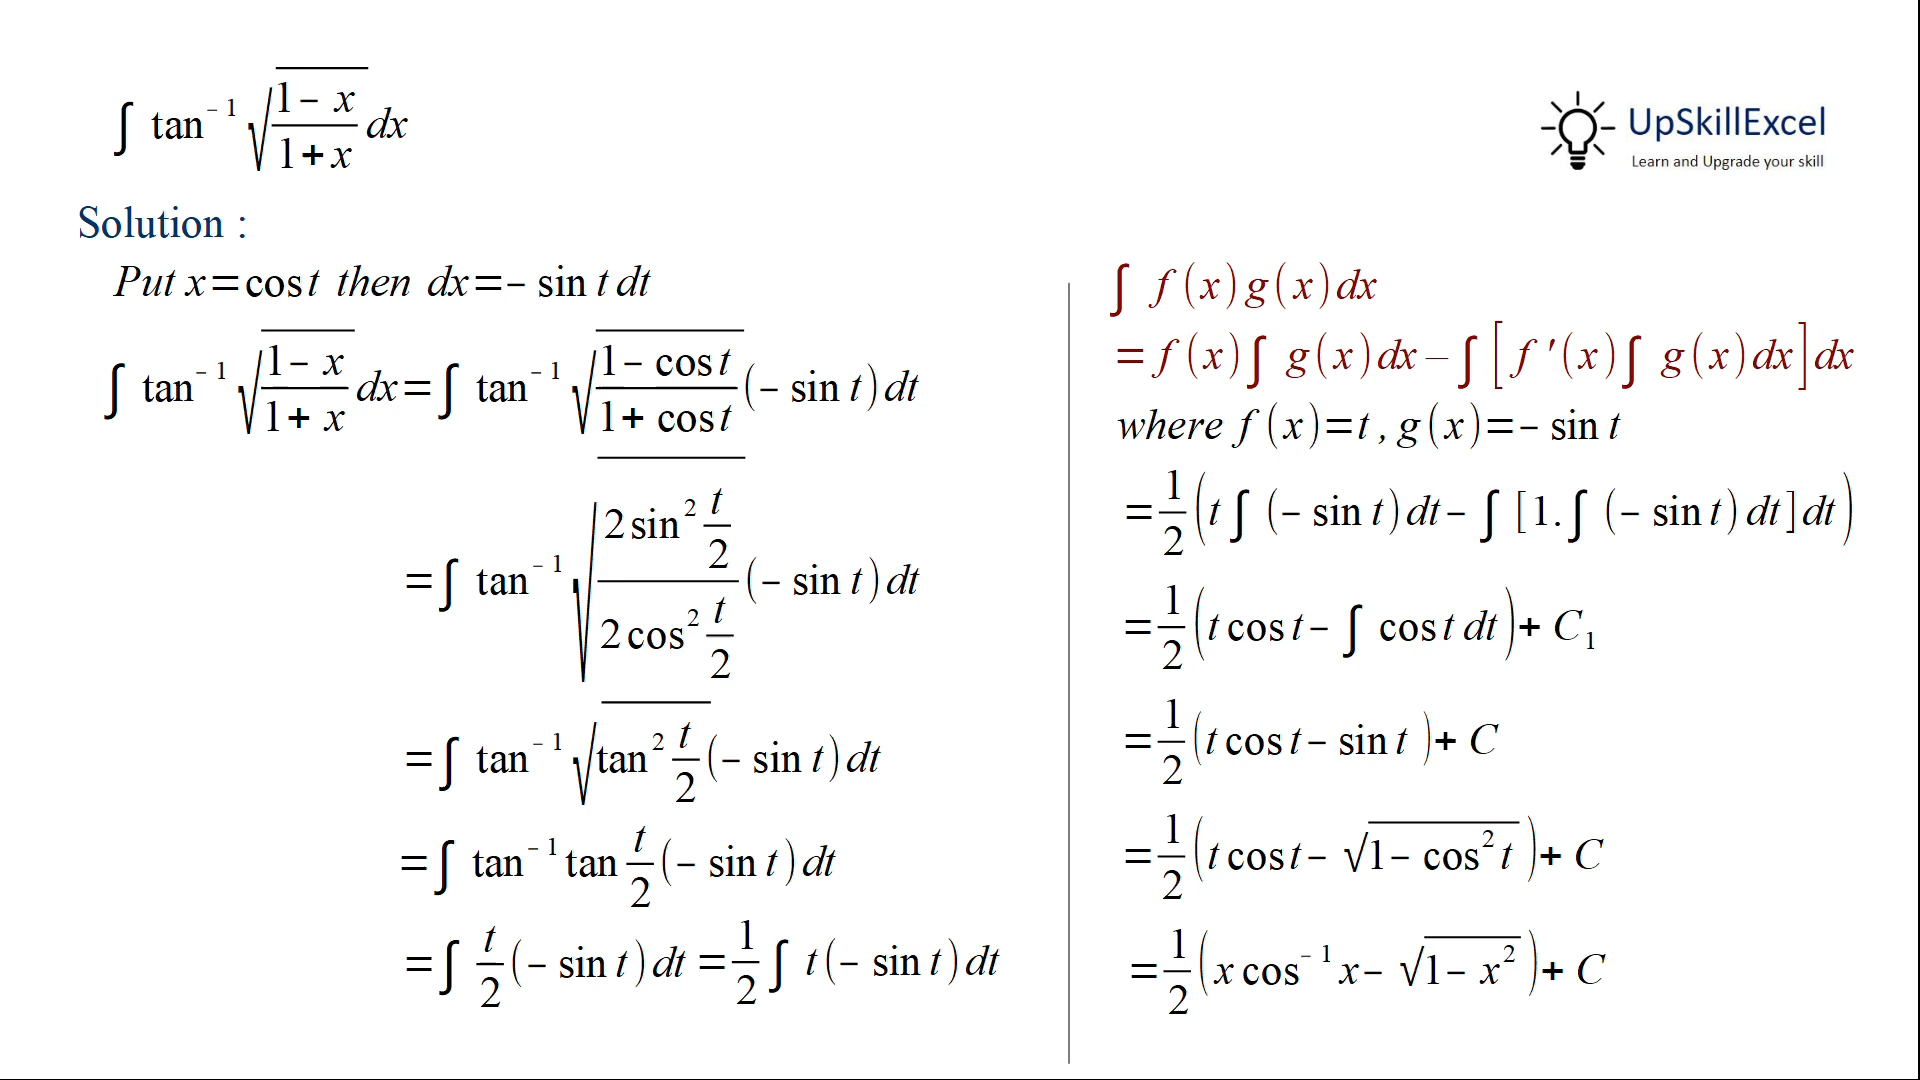 ∫ tan⁻¹ √((1− x)/(1+x)) dx
UpSkillExcel
Learn and Upgrade your skill
Solution :
Put x=cos t then dx=− sin t dt
∫ tan⁻¹ √((1− x)/(1+ x)) dx=∫ tan⁻¹ √((1− cos t)/(1+ cos t)) (− sin t) dt
=∫ tan⁻¹ √((2 sin² t/2)/(2 cos² t/2)) (− sin t) dt
=∫ tan⁻¹ √(tan² t/2) (− sin t) dt
=∫ tan⁻¹ tan t/2 (− sin t) dt
=∫ t/2 (− sin t) dt =1/2 ∫ t(− sin t) dt
∫ f(x) g(x) dx
= f(x)∫ g(x) dx − ∫ [f ′(x)∫ g(x) dx] dx
where f(x)=t , g(x)=− sin t
=1/2 (t∫ (− sin t) dt− ∫ [1.∫ (− sin t) dt] dt)
=1/2 (t cos t− ∫ cos t dt)+ C₁
=1/2 (t cos t− sin t )+ C
=1/2 (t cos t− √(1− cos² t) )+ C
=1/2 (x cos⁻¹ x− √(1− x²) )+ C